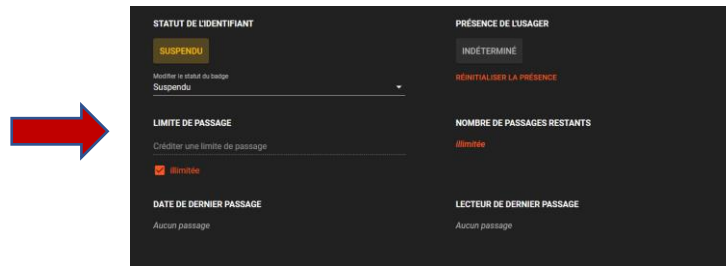 STATUT DE L'IDENTIFIANT
SUSPENDU
Modifier le statut du badge
Suspendu
PRÉSENCE DE L'USAGER
INDÉTERMINÉ
RÉINITIALISER LA PRÉSENCE
LIMITE DE PASSAGE
Créditer une limite de passage
illimitée
NOMBRE DE PASSAGES RESTANTS
illimitée
DATE DE DERNIER PASSAGE
Aucun passage
LECTEUR DE DERNIER PASSAGE
Aucun passage